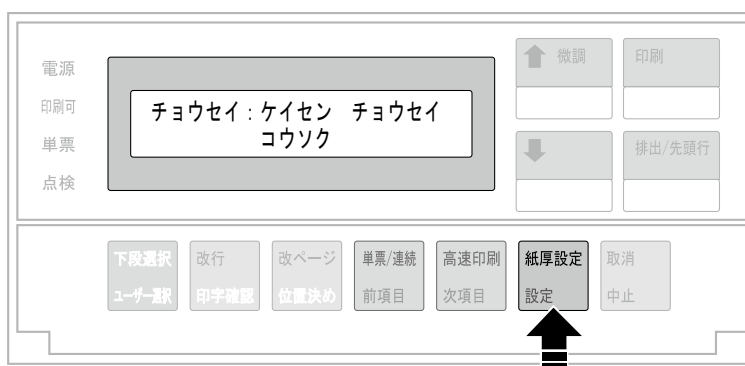 電源
印刷可
単票
点検
チョウセイ：ケイセン　チョウセイ
コウソク
微調
印刷
排出/先頭行
下段選択
ユーザー選択
改行
印字確認
改ページ
位置決め
単票/連続
前項目
高速印刷
次項目
紙厚設定
設定
取消
中止